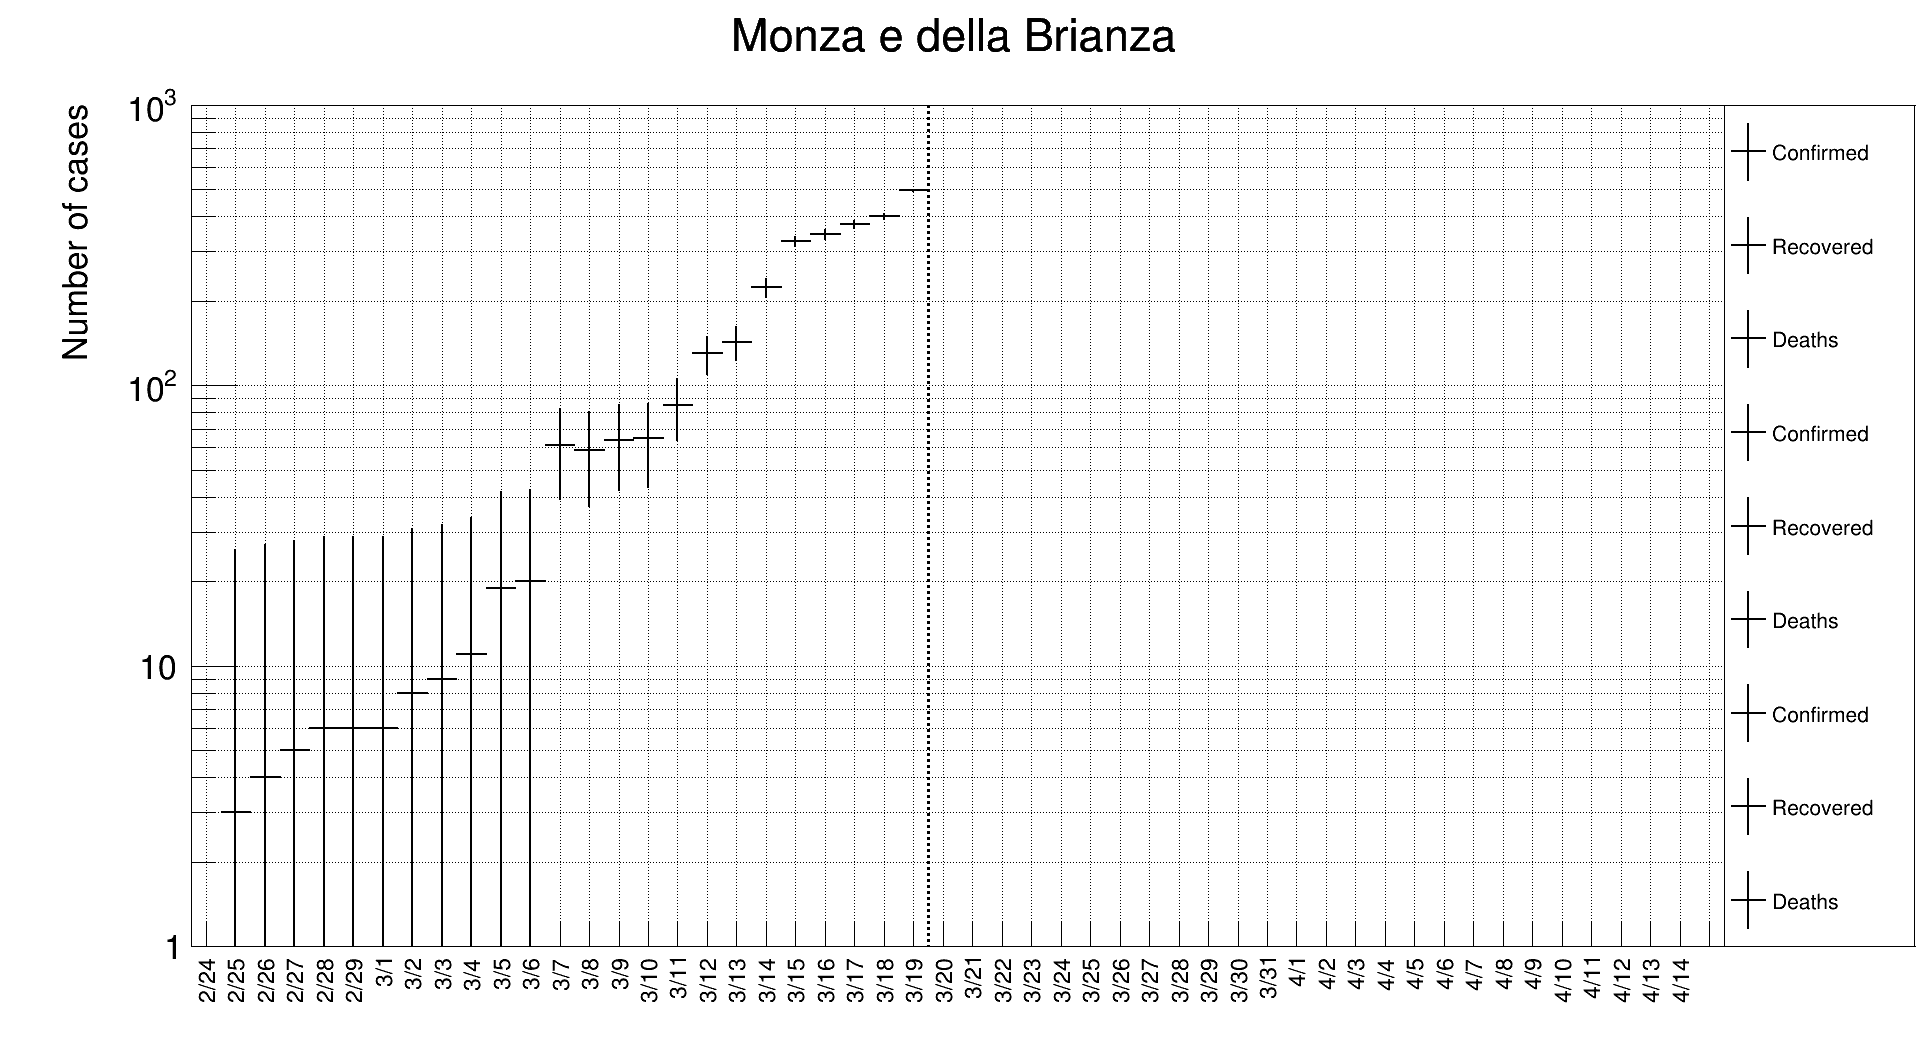 Monza e della Brianza
Number of cases
10³
10²
10
1
2/24 2/25 2/26 2/27 2/28 2/29 3/1 3/2 3/3 3/4 3/5 3/6 3/7 3/8 3/9 3/10 3/11 3/12 3/13 3/14 3/15 3/16 3/17 3/18 3/19 3/20 3/21 3/22 3/23 3/24 3/25 3/26 3/27 3/28 3/29 3/30 3/31 4/1 4/2 4/3 4/4 4/5 4/6 4/7 4/8 4/9 4/10 4/11 4/12 4/13 4/14
Confirmed
Recovered
Deaths
Confirmed
Recovered
Deaths
Confirmed
Recovered
Deaths